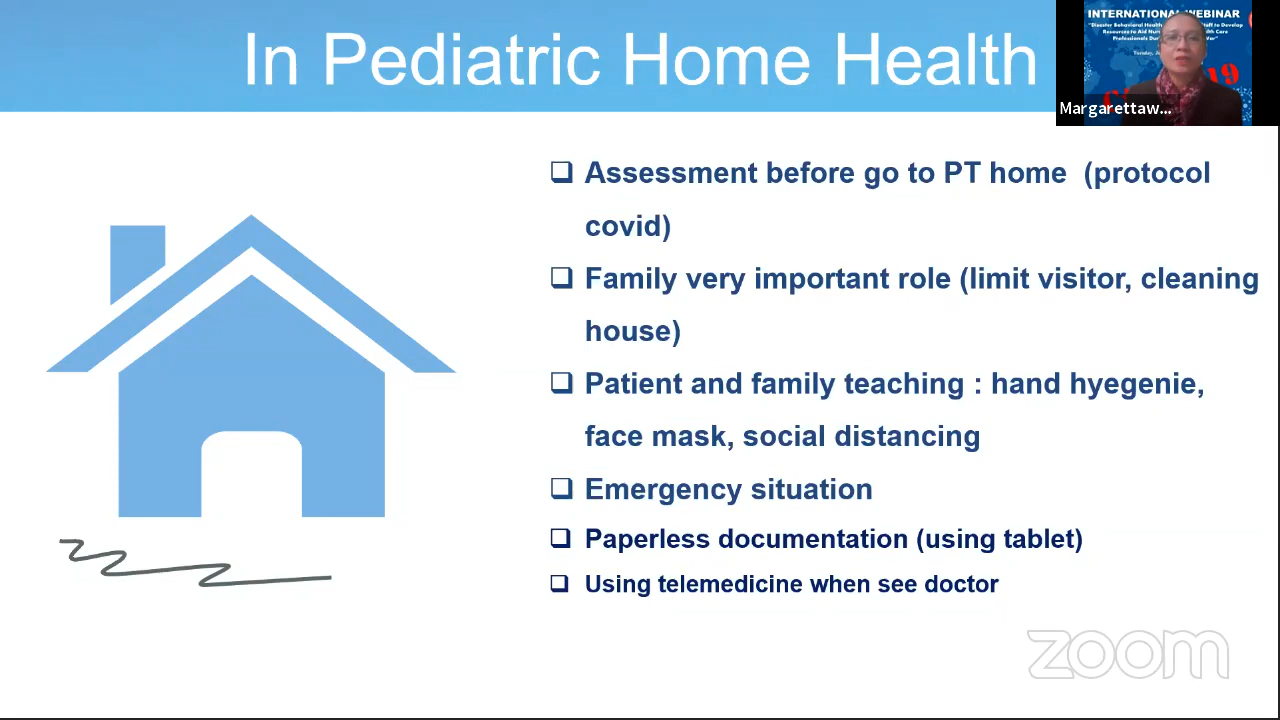 In Pediatric Home Health
INTERNATIONAL WEBINAR
Margarettaw...
❑ Assessment before go to PT home (protocol
covid)
❑ Family very important role (limit visitor, cleaning
house)
❑ Patient and family teaching : hand hyegenie,
face mask, social distancing
❑ Emergency situation
❑ Paperless documentation (using tablet)
❑ Using telemedicine when see doctor
zoom